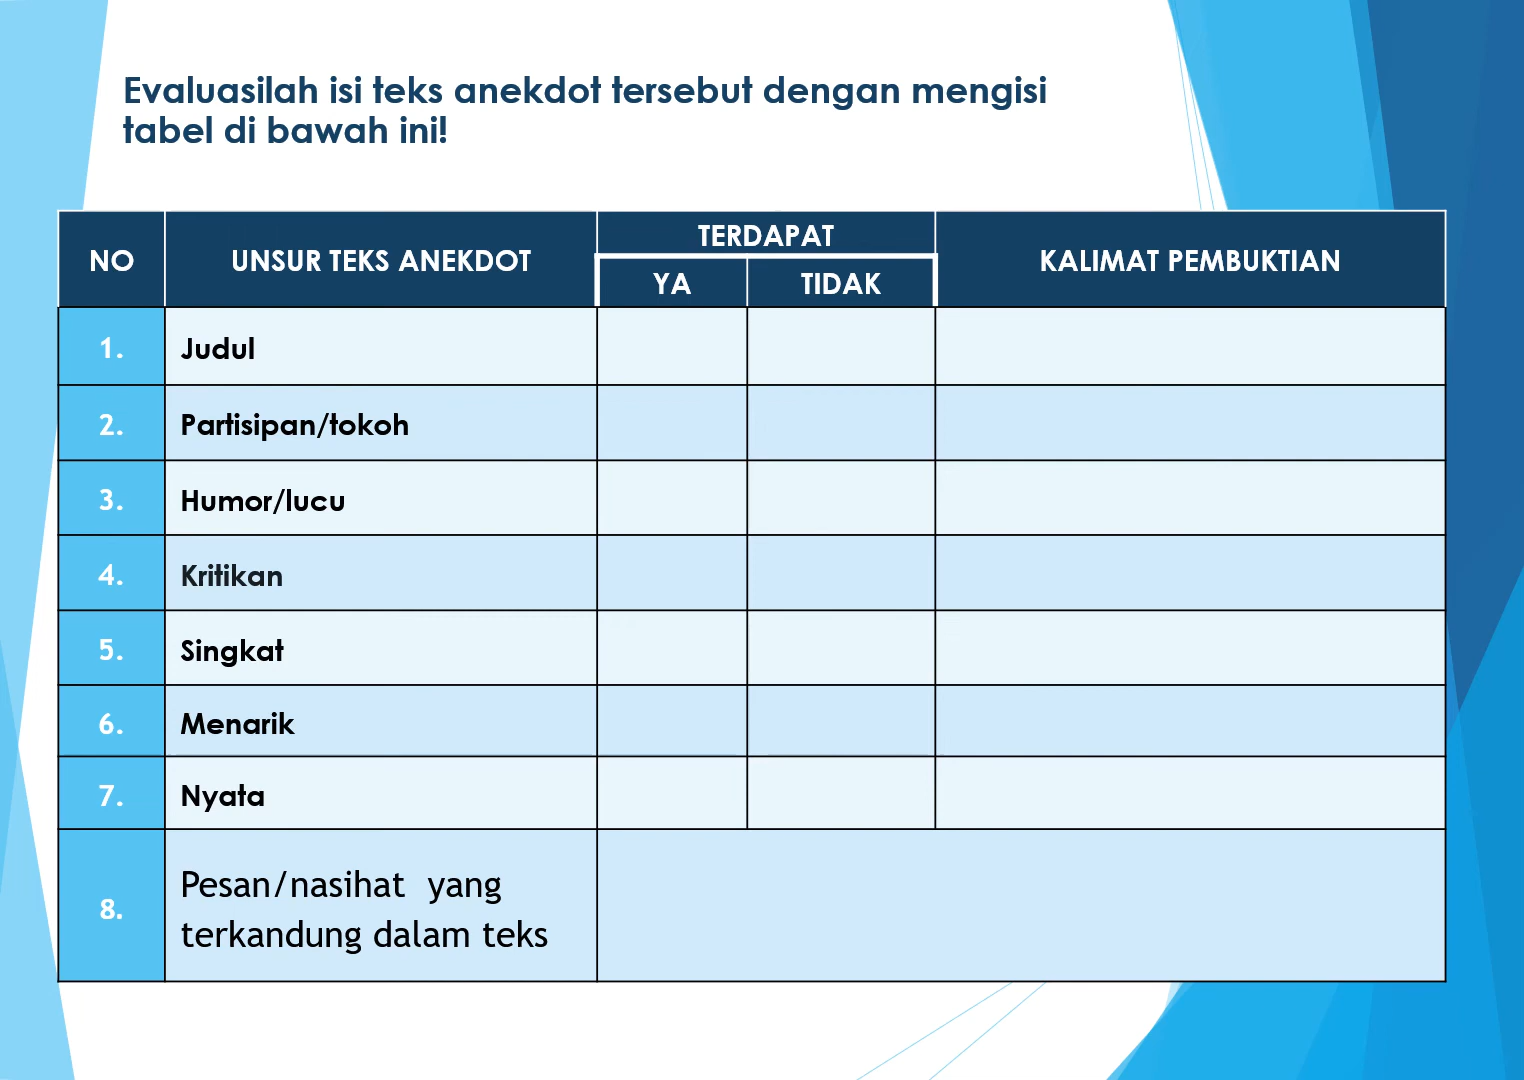 Evaluasilah isi teks anekdot tersebut dengan mengisi
tabel di bawah ini!
NO
UNSUR TEKS ANEKDOT
TERDAPAT
YA
TIDAK
KALIMAT PEMBUKTIAN
1.
Judul
2.
Partisipan/tokoh
3.
Humor/lucu
4.
Kritikan
5.
Singkat
6.
Menarik
7.
Nyata
8.
Pesan/nasihat yang
terkandung dalam teks